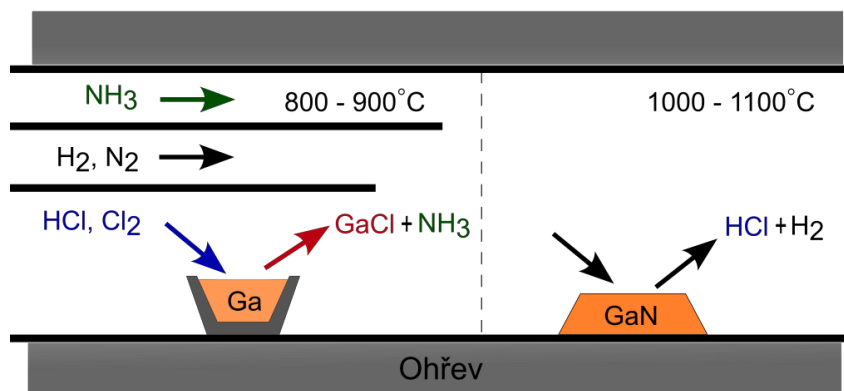 NH₃
800 - 900°C
1000 - 1100°C
H₂, N₂
HCl, Cl₂
GaCl + NH₃
HCl + H₂
Ga
GaN
Ohřev